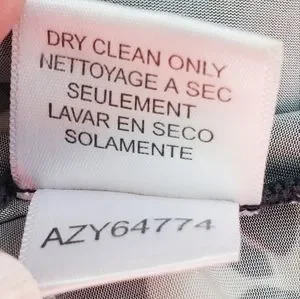 DRY CLEAN ONLY
NETTOYAGE A SEC
SEULEMENT
LAVAR EN SECO
SOLAMENTE
AZY64774